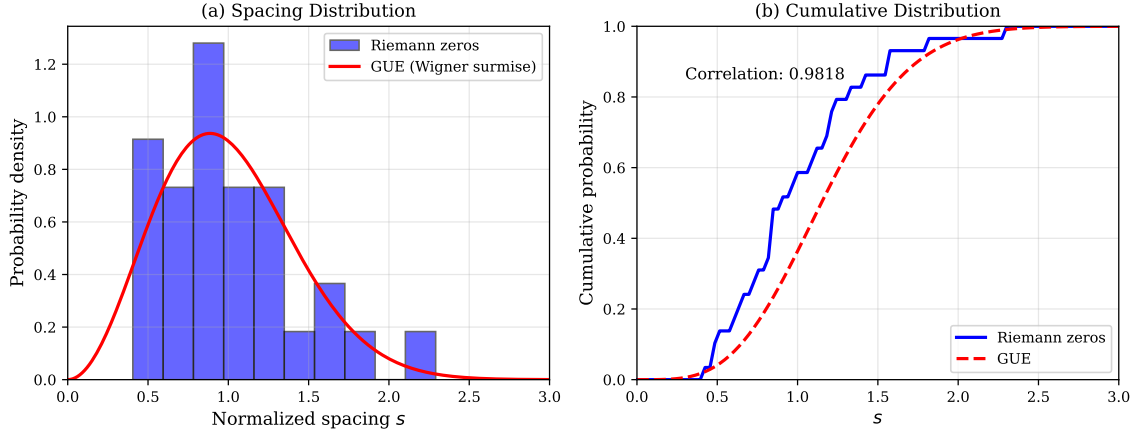 (a) Spacing Distribution
Probability density
1.2
1.0
0.8
0.6
0.4
0.2
0.0
Riemann zeros
GUE (Wigner surmise)
0.0 0.5 1.0 1.5 2.0 2.5 3.0
Normalized spacing s
(b) Cumulative Distribution
Cumulative probability
1.0
0.8
0.6
0.4
0.2
0.0
Correlation: 0.9818
Riemann zeros
GUE
0.0 0.5 1.0 1.5 2.0 2.5 3.0
s